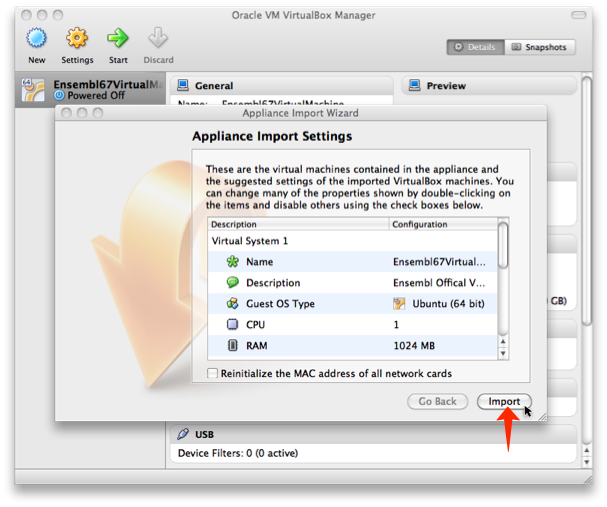 Oracle VM VirtualBox Manager
New
Settings
Start
Discard
Details
Snapshots
64
Ensembl67VirtualM
Powered Off
General
Preview
Name: Ensembl67VirtualMachine
Appliance Import Wizard
Appliance Import Settings
These are the virtual machines contained in the appliance and
the suggested settings of the imported VirtualBox machines. You
can change many of the properties shown by double-clicking on
the items and disable others using the check boxes below.
Description Configuration
Virtual System 1
Name Ensembl67Virtual...
Description Ensembl Offical V...
Guest OS Type Ubuntu (64 bit)
CPU 1
RAM 1024 MB
GB)
Reinitialize the MAC address of all network cards
Go Back
Import
USB
Device Filters: 0 (0 active)